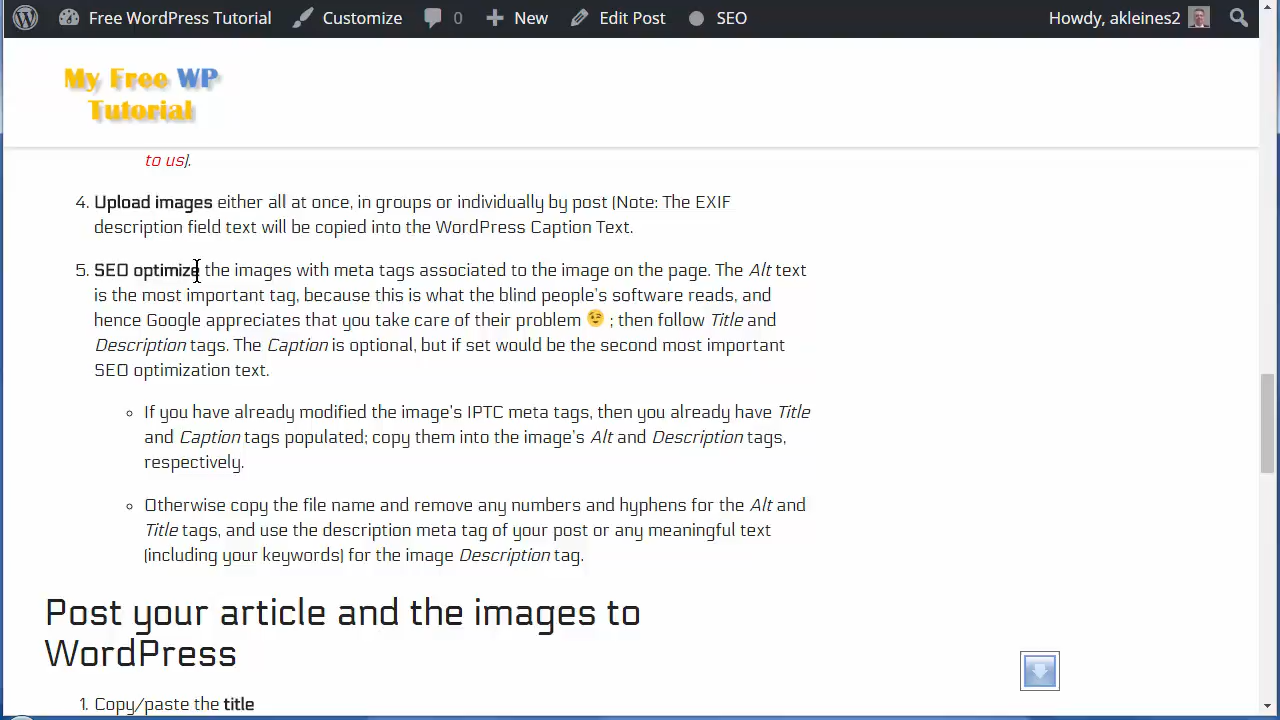 Free WordPress Tutorial Customize 0 New Edit Post SEO Howdy, akleines2
My Free WP
Tutorial
to us).
4. Upload images either all at once, in groups or individually by post (Note: The EXIF
description field text will be copied into the WordPress Caption Text.
5. SEO optimize the images with meta tags associated to the image on the page. The Alt text
is the most important tag, because this is what the blind people's software reads, and
hence Google appreciates that you take care of their problem 😉 ; then follow Title and
Description tags. The Caption is optional, but if set would be the second most important
SEO optimization text.
If you have already modified the image's IPTC meta tags, then you already have Title
and Caption tags populated; copy them into the image's Alt and Description tags,
respectively.
Otherwise copy the file name and remove any numbers and hyphens for the Alt and
Title tags, and use the description meta tag of your post or any meaningful text
(including your keywords) for the image Description tag.
Post your article and the images to
WordPress
1. Copy/paste the title